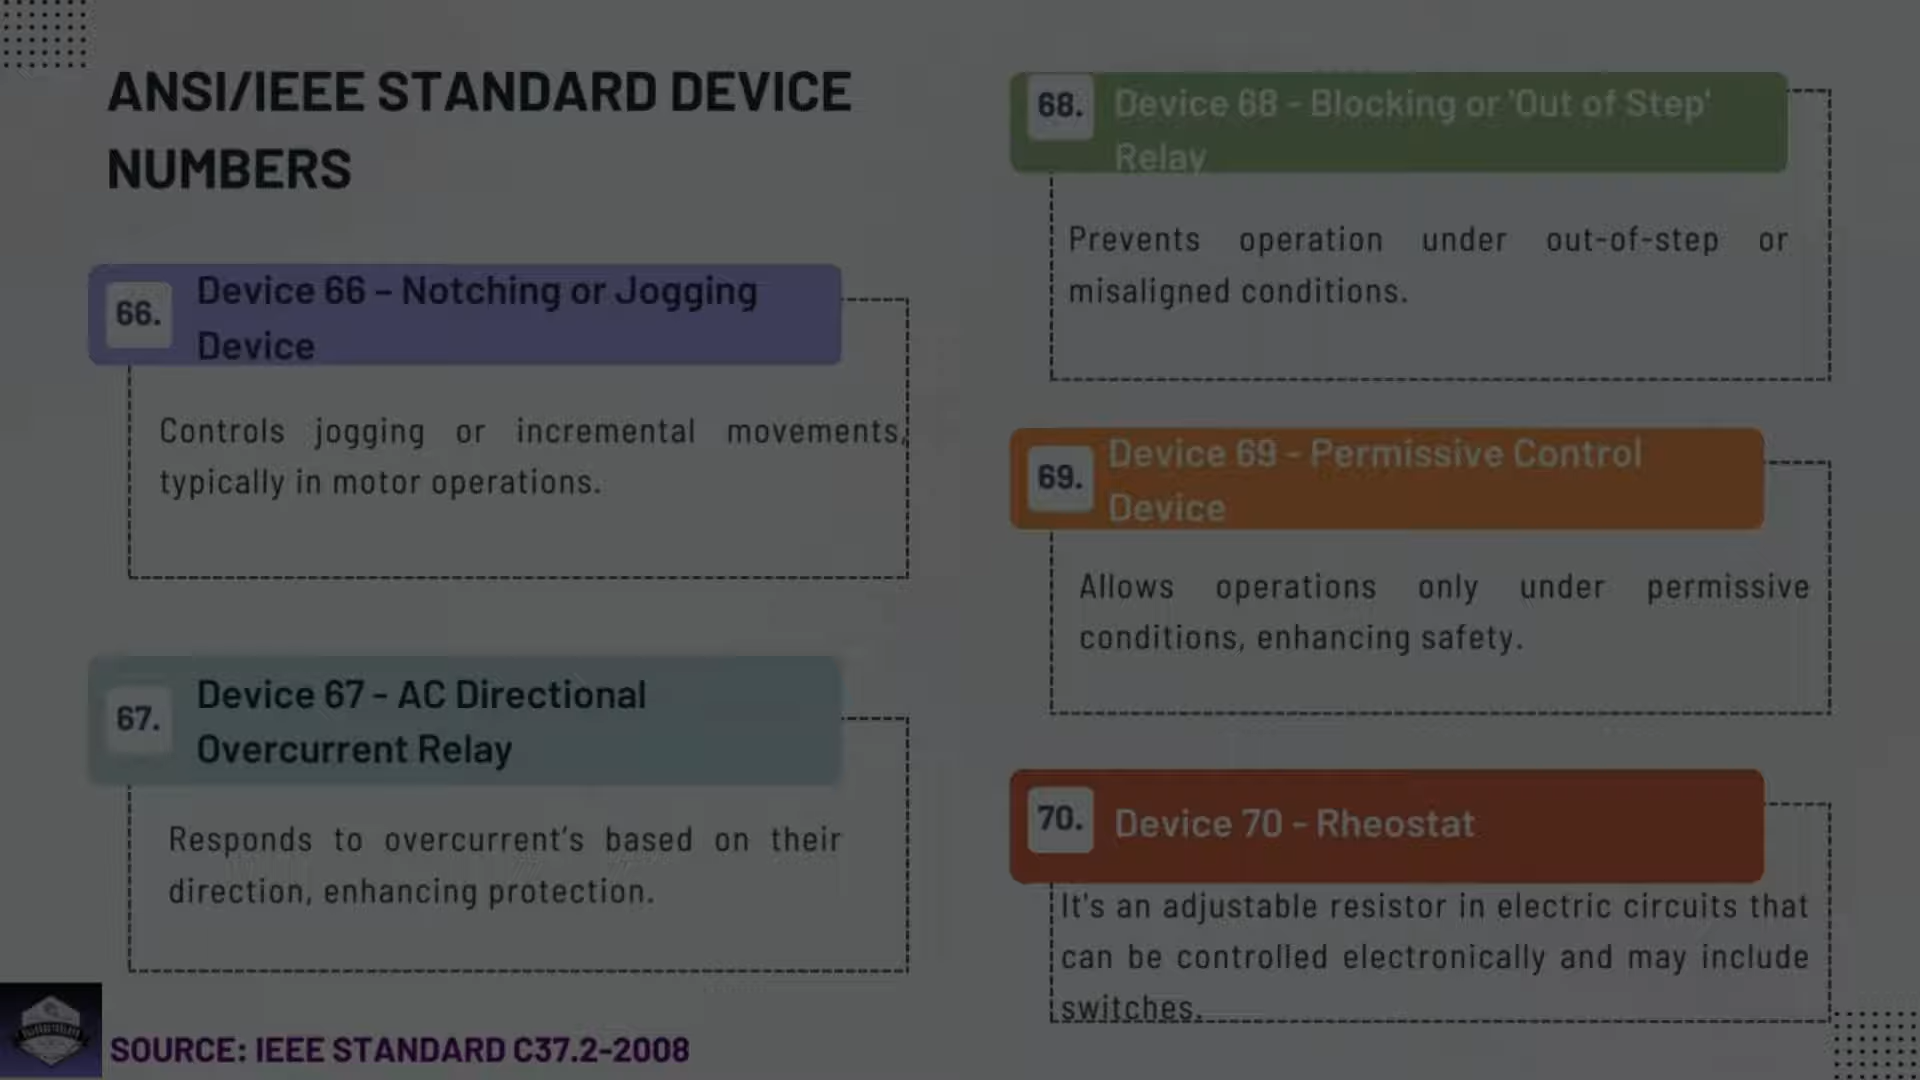 ANSI/IEEE STANDARD DEVICE
NUMBERS
66.
Device 66 – Notching or Jogging
Device
Controls jogging or incremental movements,
typically in motor operations.
67.
Device 67 - AC Directional
Overcurrent Relay
Responds to overcurrent's based on their
direction, enhancing protection.
68.
Device 68 - Blocking or 'Out of Step'
Relay
Prevents operation under out-of-step or
misaligned conditions.
69.
Device 69 - Permissive Control
Device
Allows operations only under permissive
conditions, enhancing safety.
70.
Device 70 - Rheostat
It's an adjustable resistor in electric circuits that
can be controlled electronically and may include
switches.
SOURCE: IEEE STANDARD C37.2-2008